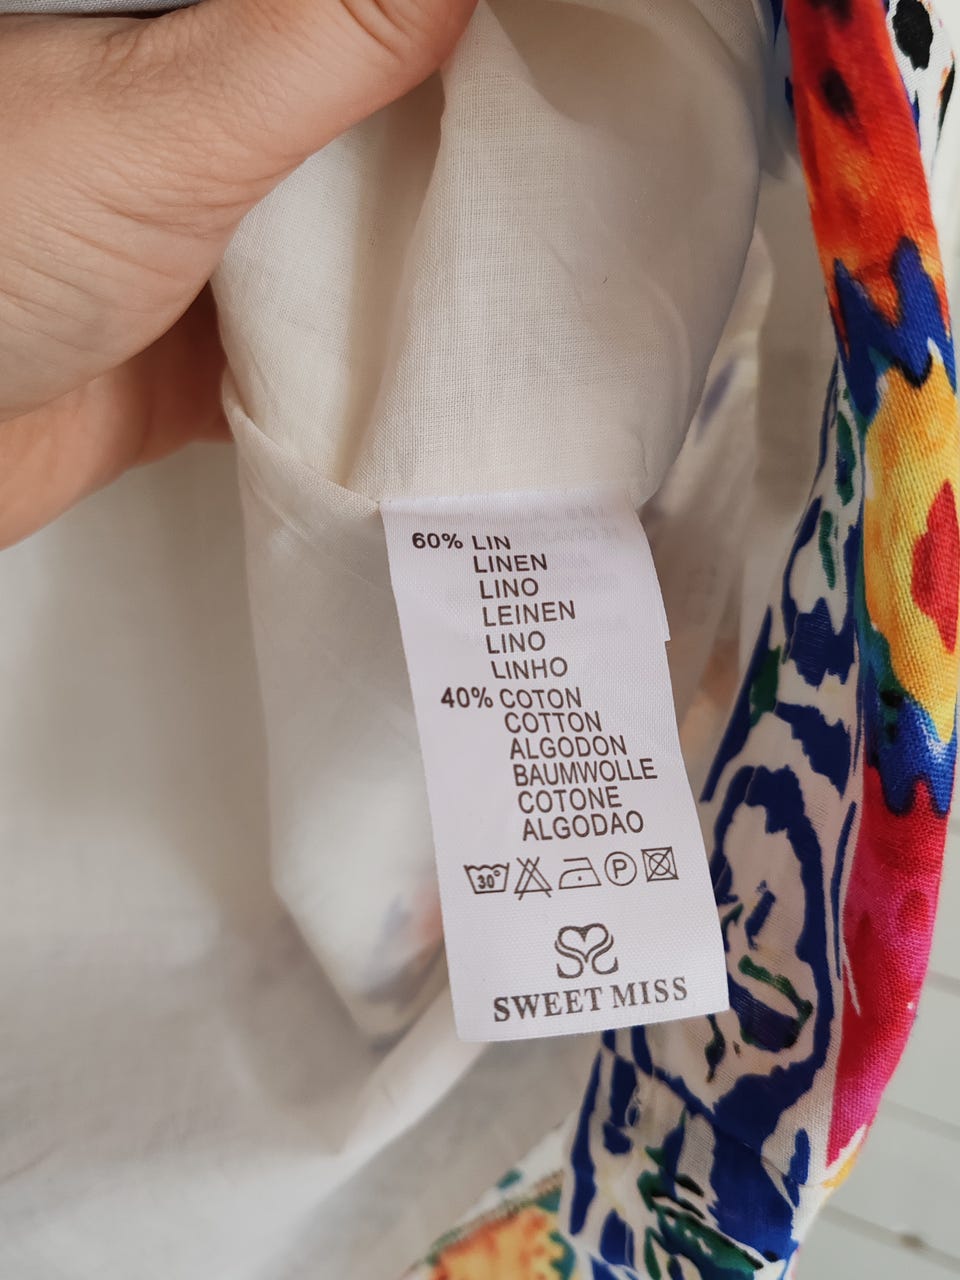 60% LIN
LINEN
LINO
LEINEN
LINO
LINHO
40% COTON
COTTON
ALGODON
BAUMWOLLE
COTONE
ALGODAO
30° P
SWEET MISS